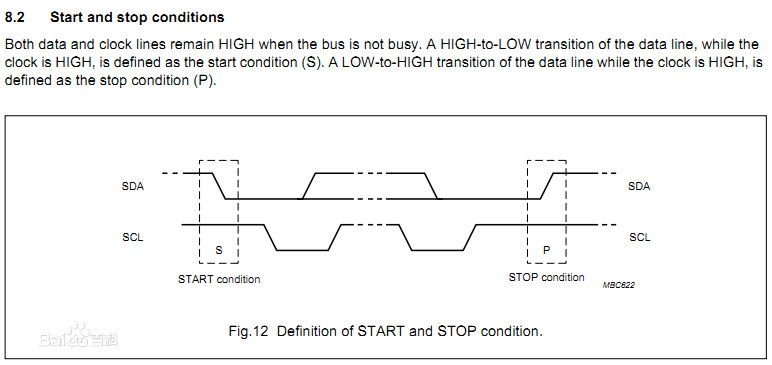 8.2 Start and stop conditions
Both data and clock lines remain HIGH when the bus is not busy. A HIGH-to-LOW transition of the data line, while the
clock is HIGH, is defined as the start condition (S). A LOW-to-HIGH transition of the data line while the clock is HIGH, is
defined as the stop condition (P).
SDA SDA
SCL SCL
S P
START condition STOP condition
MBC622
Fig.12 Definition of START and STOP condition.
Bai百科